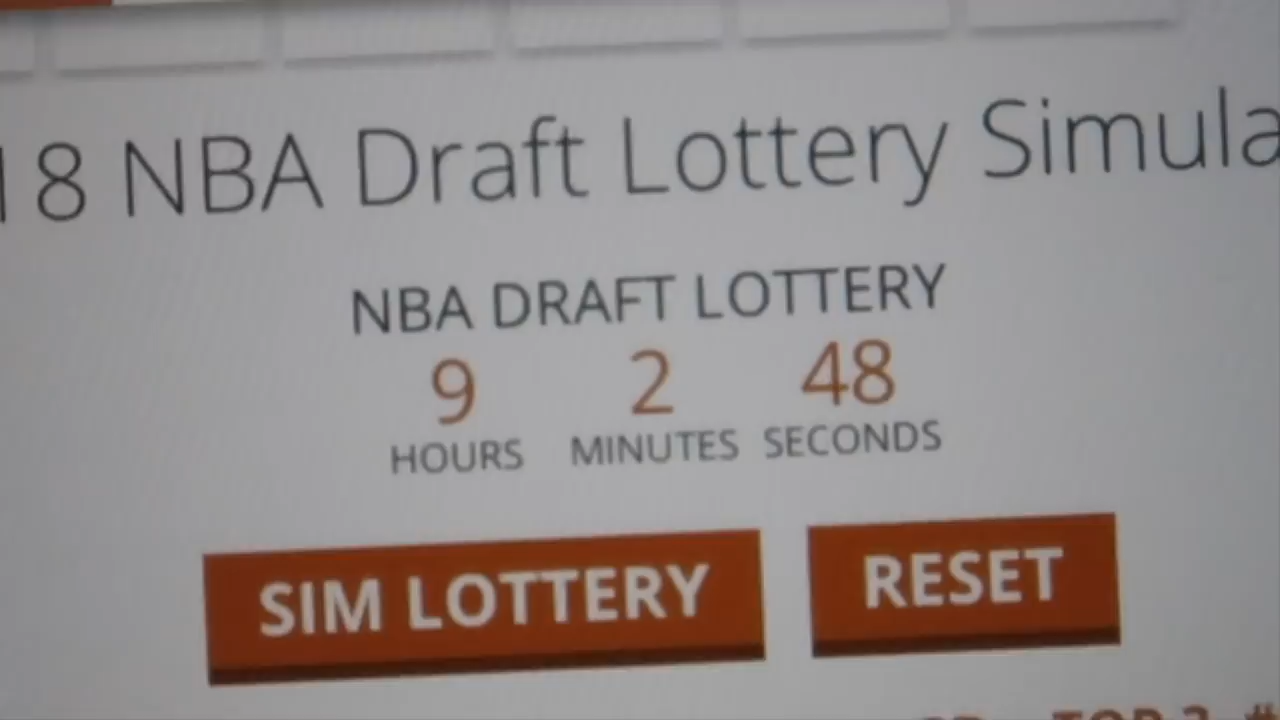 18 NBA Draft Lottery Simula
NBA DRAFT LOTTERY
9 2 48
HOURS MINUTES SECONDS
SIM LOTTERY RESET